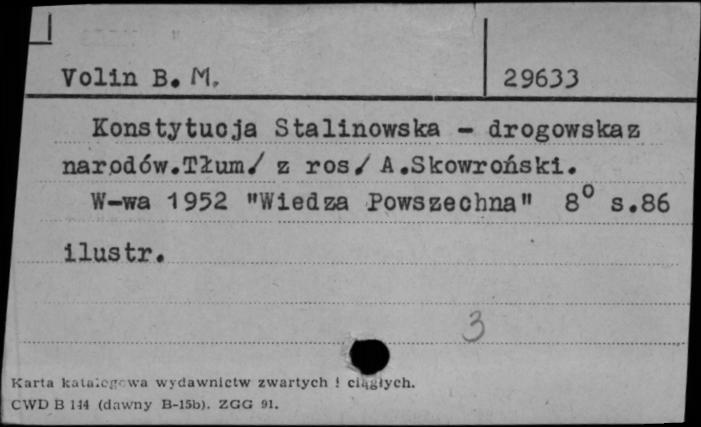 Volin B. M. 29633
Konstytucja Stalinowska - drogowskaz
narodów.Tłum/ z ros/ A.Skowroński.
W-wa 1952 "Wiedza Powszechna" 8º s.86
ilustr.
3
Karta katalogowa wydawnictw zwartych i ciągłych.
CWD B 144 (dawny B-15b). ZGG 91.